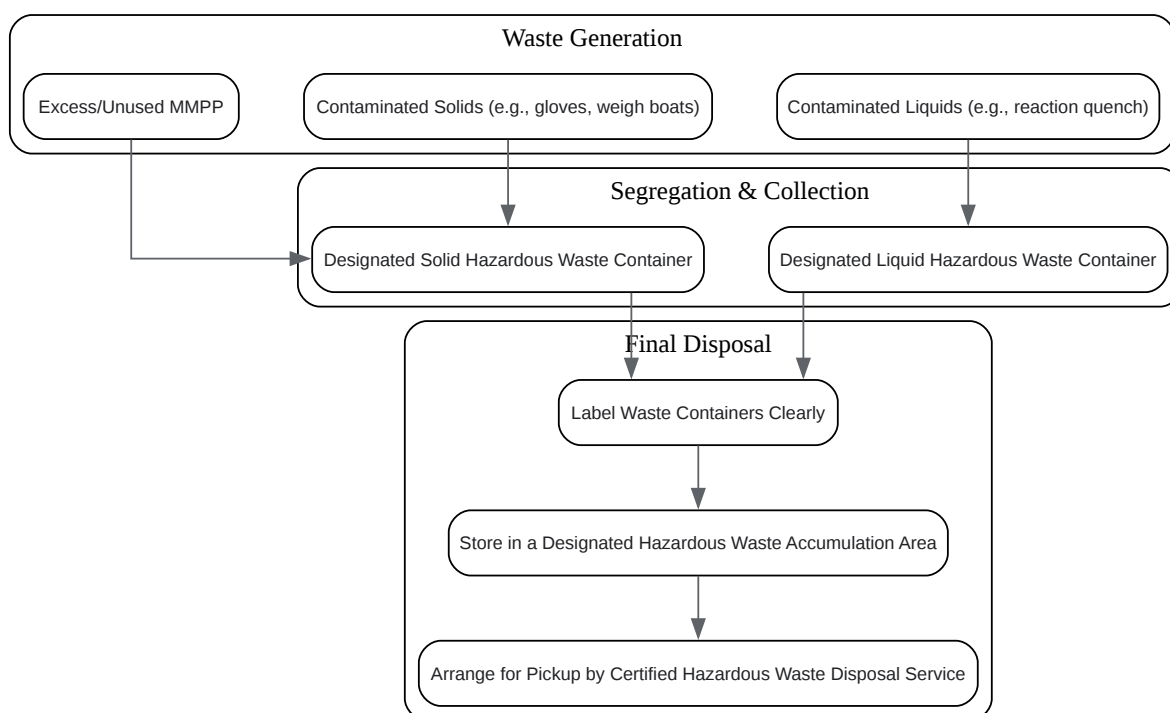 Waste Generation
Excess/Unused MMPP
Contaminated Solids (e.g., gloves, weigh boats)
Contaminated Liquids (e.g., reaction quench)
Segregation & Collection
Designated Solid Hazardous Waste Container
Designated Liquid Hazardous Waste Container
Final Disposal
Label Waste Containers Clearly
Store in a Designated Hazardous Waste Accumulation Area
Arrange for Pickup by Certified Hazardous Waste Disposal Service